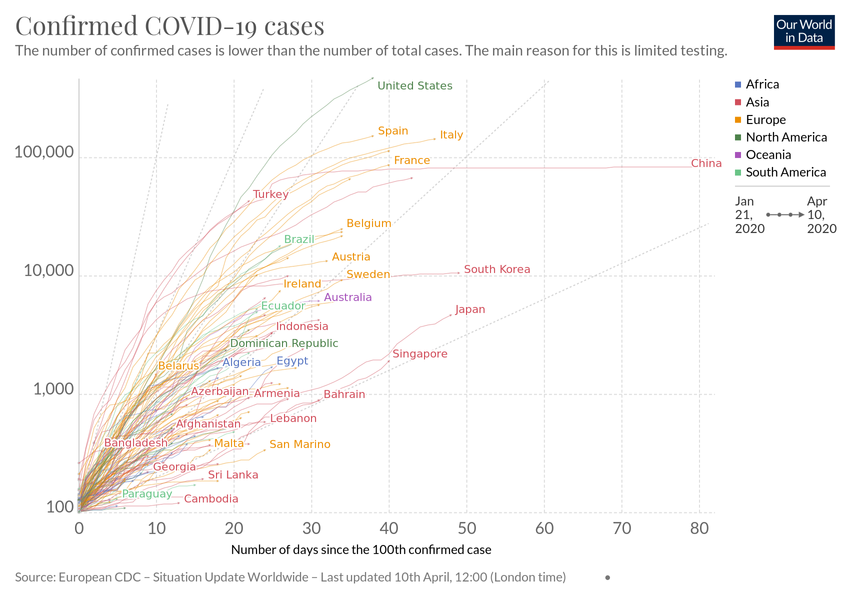 Confirmed COVID-19 cases
The number of confirmed cases is lower than the number of total cases. The main reason for this is limited testing.
Our World
in Data
United States
Africa
Asia
Europe
North America
Oceania
South America
Jan
21,
2020
Apr
10,
2020
100,000
10,000
1,000
100
Spain
Italy
France
China
Turkey
Belgium
Brazil
Austria
South Korea
Sweden
Ireland
Australia
Ecuador
Japan
Indonesia
Dominican Republic
Singapore
Belarus
Algeria
Egypt
Azerbaijan
Armenia
Bahrain
Afghanistan
Lebanon
Bangladesh
Malta
San Marino
Georgia
Sri Lanka
Paraguay
Cambodia
0 10 20 30 40 50 60 70 80
Number of days since the 100th confirmed case
Source: European CDC – Situation Update Worldwide – Last updated 10th April, 12:00 (London time)